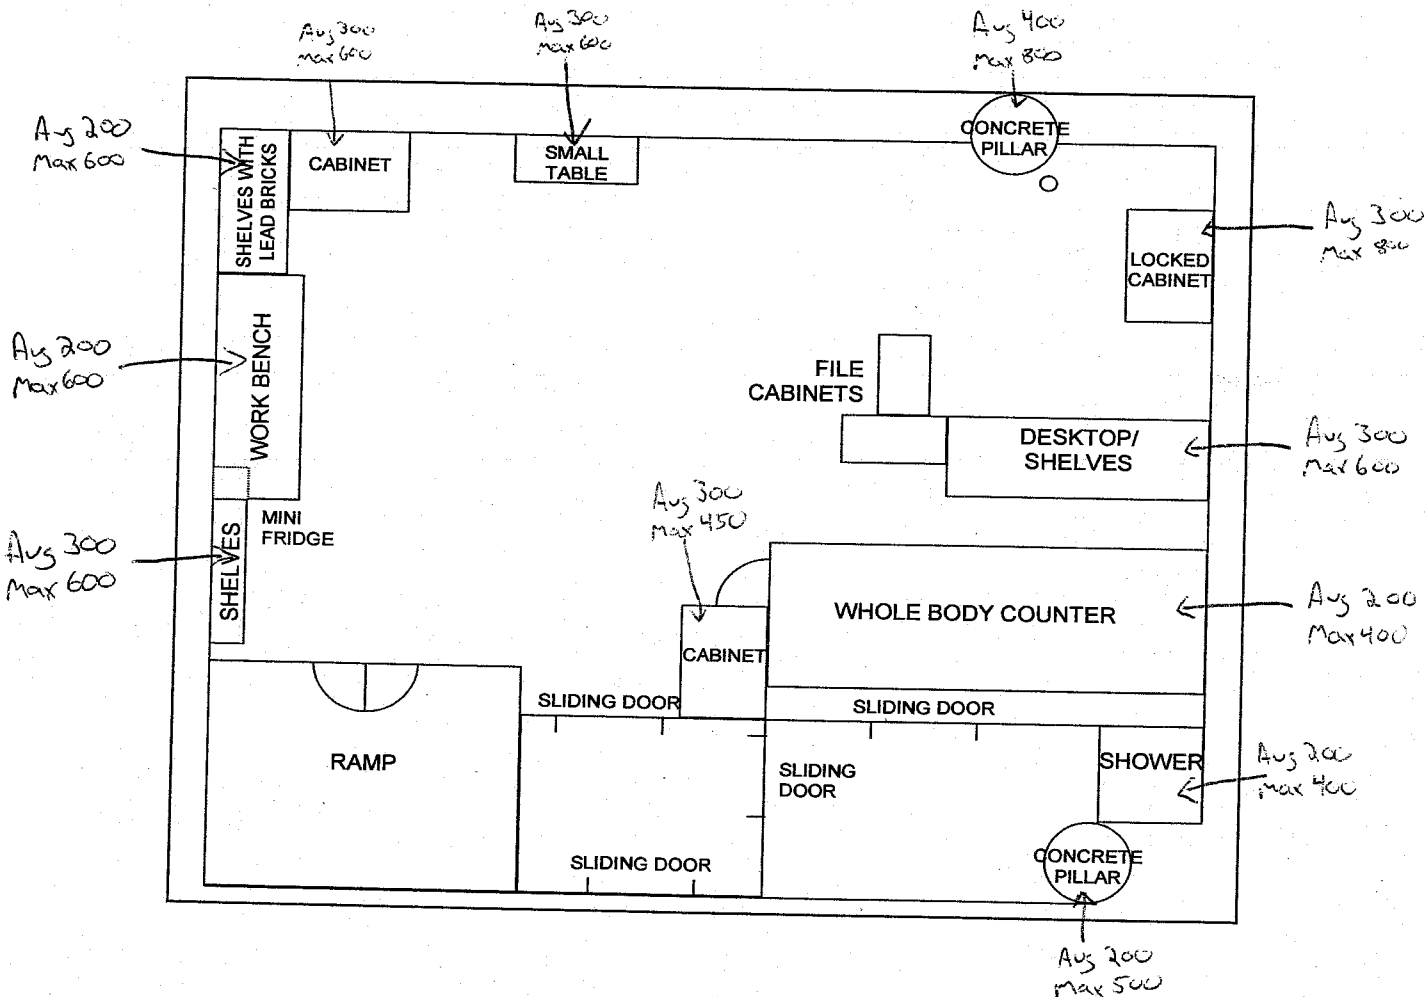 Avg 300
Max 600
Avg 300
Max 600
Avg 400
Max 800
Avg 200
Max 600
SHELVES WITH
LEAD BRICKS
CABINET
SMALL
TABLE
CONCRETE
PILLAR
Avg 300
Max 800
LOCKED
CABINET
Avg 200
Max 600
WORK BENCH
FILE
CABINETS
DESKTOP/
SHELVES
Avg 300
Max 600
Avg 300
Max 450
MINI
FRIDGE
Avg 300
Max 600
SHELVES
WHOLE BODY COUNTER
Avg 200
Max 400
CABINET
SLIDING DOOR
SLIDING DOOR
RAMP
SLIDING
DOOR
SHOWER
Avg 200
Max 400
SLIDING DOOR
CONCRETE
PILLAR
Avg 200
Max 500